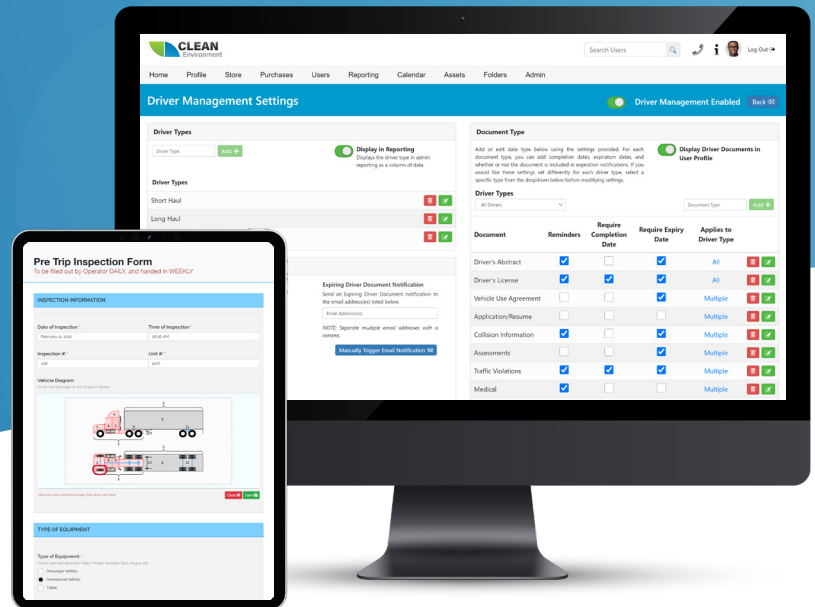 CLEAN
Environment
Search Users
Log Out
Home Profile Store Purchases Users Reporting Calendar Assets Folders Admin
Driver Management Settings
Driver Management Enabled
Back
Driver Types
Driver Type
Add +
Display in Reporting
Displays the driver type in admin
reporting as a column of data.
Driver Types
Short Haul
Long Haul
Expiring Driver Document Notification
Send an Expiring Driver Document notification to
the email address(es) listed below.
Email Address(es)
NOTE: Separate multiple email addresses with a
comma.
Manually Trigger Email Notification
Document Type
Add or edit data type below using the settings provided. For each
document type, you can add completion dates, expiration dates, and
whether or not the document is included in expiration notifications. If you
would like these settings set differently for each driver type, select a
specific type from the dropdown below before modifying settings.
Display Driver Documents in
User Profile
Driver Types
All Drivers
Document Type
Add +
Document Reminders Require Completion Date Require Expiry Date Applies to Driver Type
Driver's Abstract All
Driver's License All
Vehicle Use Agreement Multiple
Application/Resume Multiple
Collision Information Multiple
Assessments Multiple
Traffic Violations Multiple
Medical Multiple
Pre Trip Inspection Form
To be filled out by Operator DAILY, and handed in WEEKLY
INSPECTION INFORMATION
Date of Inspection *
Time of Inspection *
Inspection #: *
Unit #: *
Vehicle Diagram
Clear
Save
TYPE OF EQUIPMENT
Type of Equipment: *
Passenger Vehicle
Commercial Vehicle
Trailer